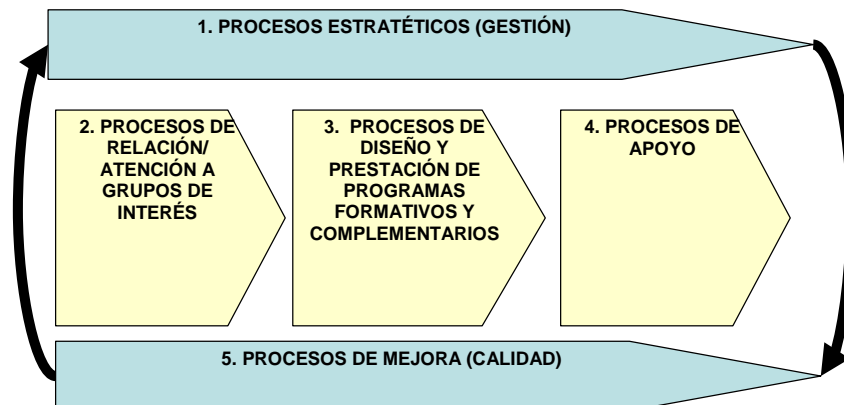 1. PROCESOS ESTRATÉTICOS (GESTIÓN)
2. PROCESOS DE
RELACIÓN/
ATENCIÓN A
GRUPOS DE
INTERÉS
3. PROCESOS DE
DISEÑO Y
PRESTACIÓN DE
PROGRAMAS
FORMATIVOS Y
COMPLEMENTARIOS
4. PROCESOS DE
APOYO
5. PROCESOS DE MEJORA (CALIDAD)